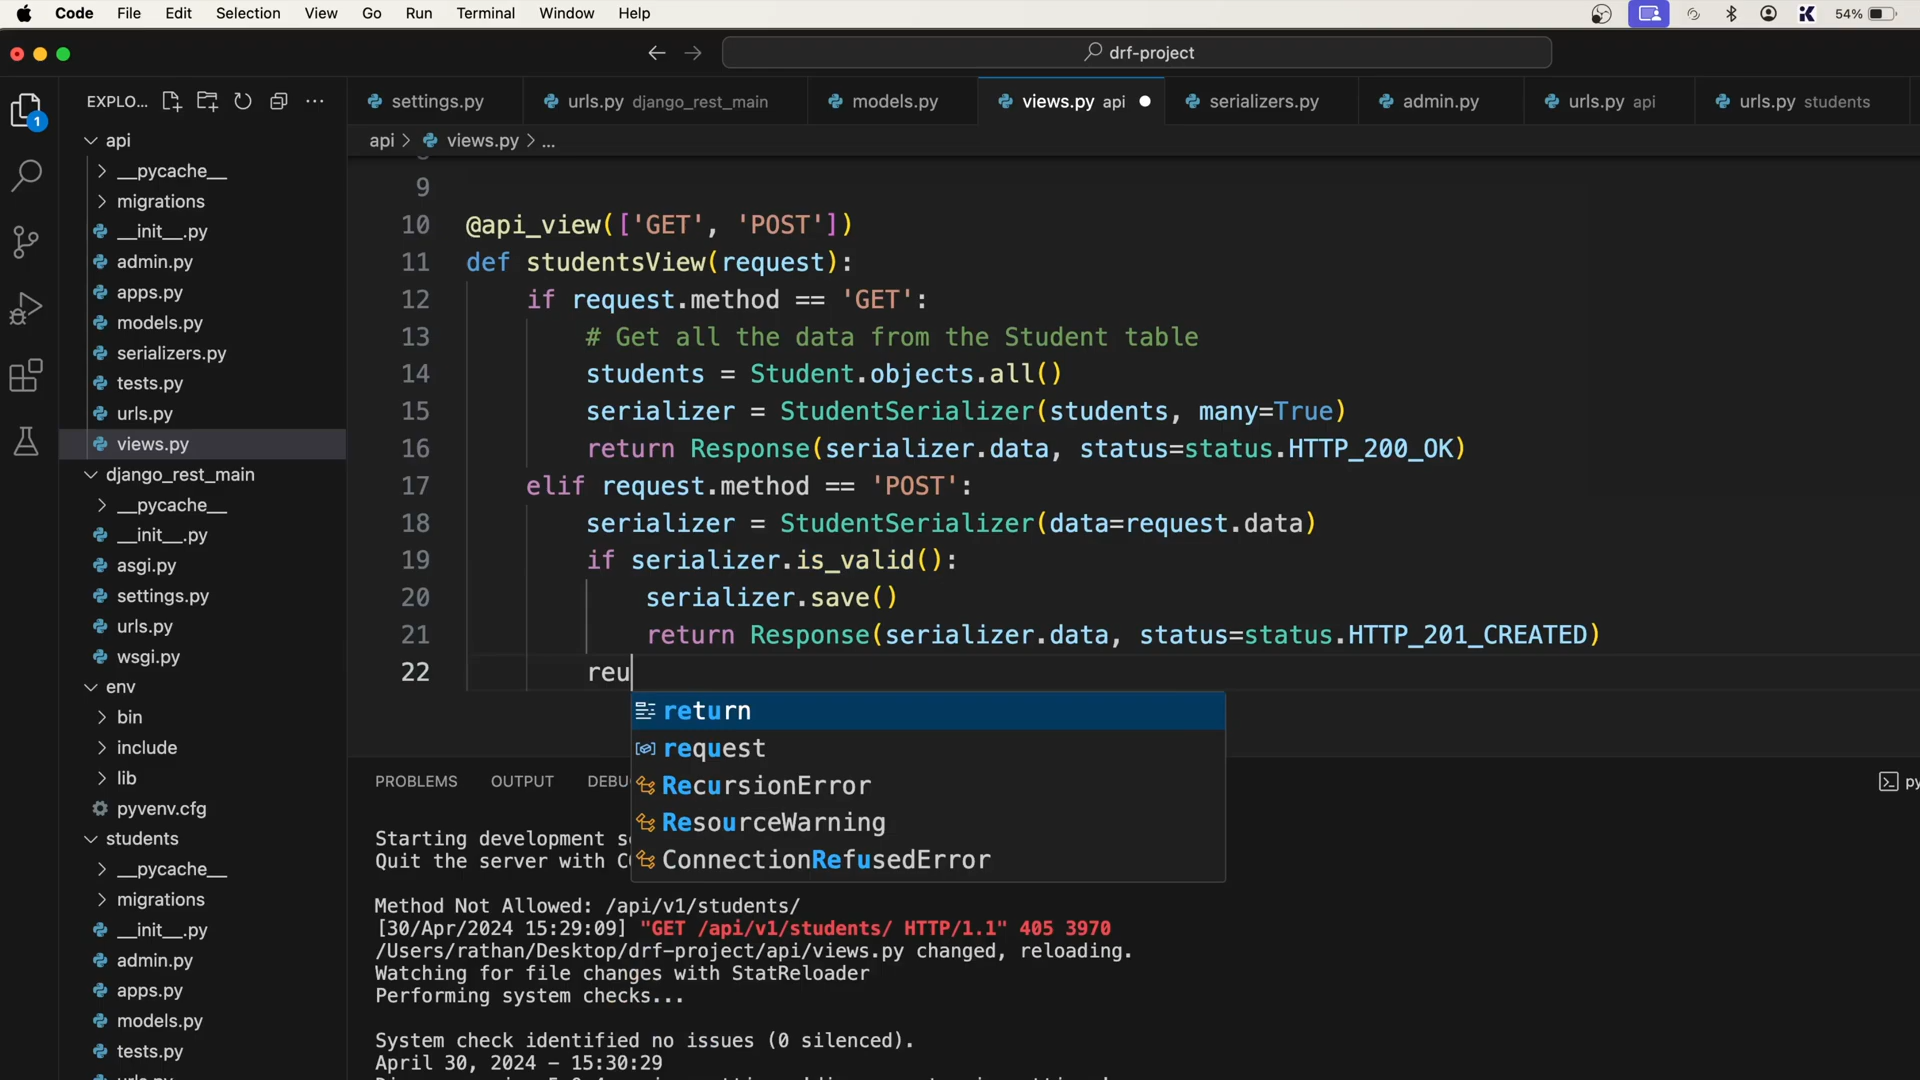 Code File Edit Selection View Go Run Terminal Window Help 54%
drf-project
EXPLO... settings.py urls.py django_rest_main models.py views.py api serializers.py admin.py urls.py api urls.py students
api > views.py > ...
1
api
__pycache__
migrations
__init__.py
admin.py
apps.py
models.py
serializers.py
tests.py
urls.py
views.py
django_rest_main
__pycache__
__init__.py
asgi.py
settings.py
urls.py
wsgi.py
env
bin
include
lib
pyvenv.cfg
students
__pycache__
migrations
__init__.py
admin.py
apps.py
models.py
tests.py
9
10 @api_view(['GET', 'POST'])
11 def studentsView(request):
12 if request.method == 'GET':
13 # Get all the data from the Student table
14 students = Student.objects.all()
15 serializer = StudentSerializer(students, many=True)
16 return Response(serializer.data, status=status.HTTP_200_OK)
17 elif request.method == 'POST':
18 serializer = StudentSerializer(data=request.data)
19 if serializer.is_valid():
20 serializer.save()
21 return Response(serializer.data, status=status.HTTP_201_CREATED)
22 reu
return
request
RecursionError
ResourceWarning
ConnectionRefusedError
PROBLEMS OUTPUT DEBU
Starting development s
Quit the server with C
Method Not Allowed: /api/v1/students/
[30/Apr/2024 15:29:09] "GET /api/v1/students/ HTTP/1.1" 405 3970
/Users/rathan/Desktop/drf-project/api/views.py changed, reloading.
Watching for file changes with StatReloader
Performing system checks...
System check identified no issues (0 silenced).
April 30, 2024 - 15:30:29